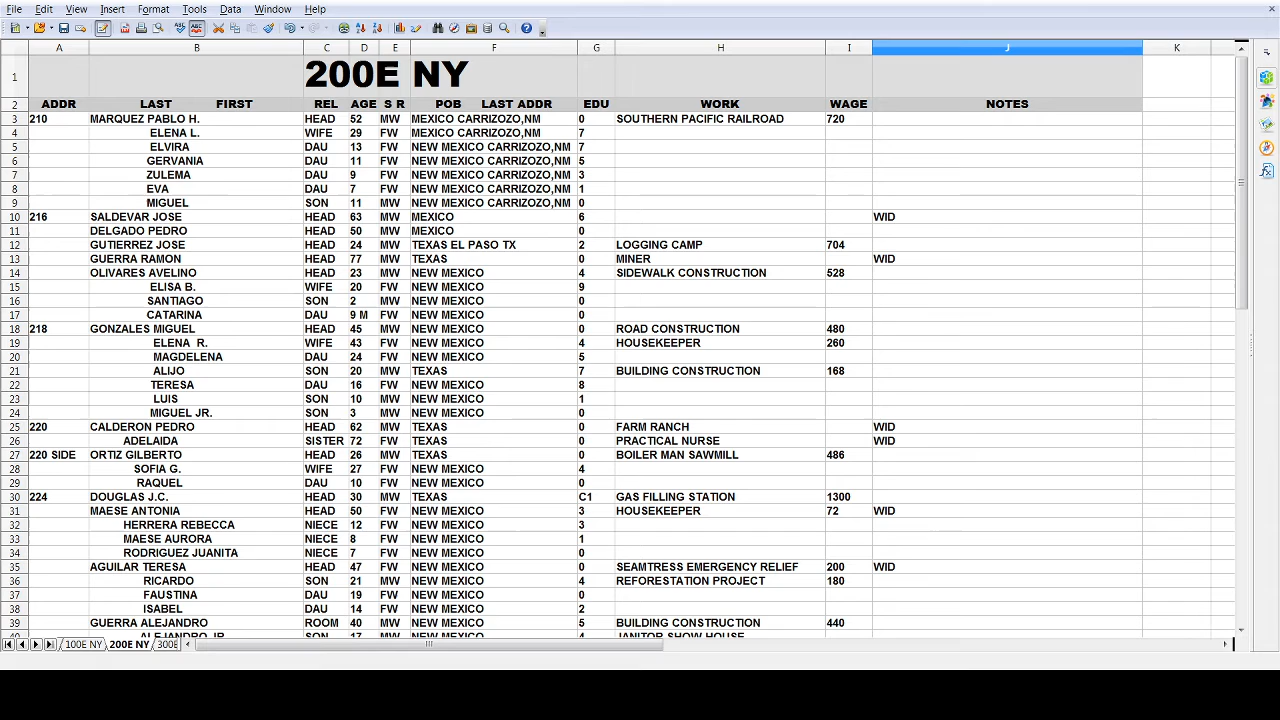 File Edit View Insert Format Tools Data Window Help
A B C D E F G H I J K
1 200E NY
2 ADDR LAST FIRST REL AGE S R POB LAST ADDR EDU WORK WAGE NOTES
3 210 MARQUEZ PABLO H. HEAD 52 MW MEXICO CARRIZOZO,NM 0 SOUTHERN PACIFIC RAILROAD 720
4 ELENA L. WIFE 29 FW MEXICO CARRIZOZO,NM 7
5 ELVIRA DAU 13 FW NEW MEXICO CARRIZOZO,NM 7
6 GERVANIA DAU 11 FW NEW MEXICO CARRIZOZO,NM 5
7 ZULEMA DAU 9 FW NEW MEXICO CARRIZOZO,NM 3
8 EVA DAU 7 FW NEW MEXICO CARRIZOZO,NM 1
9 MIGUEL SON 11 MW NEW MEXICO CARRIZOZO,NM 0
10 216 SALDEVAR JOSE HEAD 63 MW MEXICO 6 WID
11 DELGADO PEDRO HEAD 50 MW MEXICO 0
12 GUTIERREZ JOSE HEAD 24 MW TEXAS EL PASO TX 2 LOGGING CAMP 704
13 GUERRA RAMON HEAD 77 MW TEXAS 0 MINER WID
14 OLIVARES AVELINO HEAD 23 MW NEW MEXICO 4 SIDEWALK CONSTRUCTION 528
15 ELISA B. WIFE 20 FW NEW MEXICO 9
16 SANTIAGO SON 2 MW NEW MEXICO 0
17 CATARINA DAU 9 M FW NEW MEXICO 0
18 218 GONZALES MIGUEL HEAD 45 MW NEW MEXICO 0 ROAD CONSTRUCTION 480
19 ELENA R. WIFE 43 FW NEW MEXICO 4 HOUSEKEEPER 260
20 MAGDELENA DAU 24 FW NEW MEXICO 5
21 ALIJO SON 20 MW TEXAS 7 BUILDING CONSTRUCTION 168
22 TERESA DAU 16 FW NEW MEXICO 8
23 LUIS SON 10 MW NEW MEXICO 1
24 MIGUEL JR. SON 3 MW NEW MEXICO 0
25 220 CALDERON PEDRO HEAD 62 MW TEXAS 0 FARM RANCH WID
26 ADELAIDA SISTER 72 FW TEXAS 0 PRACTICAL NURSE WID
27 220 SIDE ORTIZ GILBERTO HEAD 26 MW TEXAS 0 BOILER MAN SAWMILL 486
28 SOFIA G. WIFE 27 FW NEW MEXICO 4
29 RAQUEL DAU 10 FW NEW MEXICO 0
30 224 DOUGLAS J.C. HEAD 30 MW TEXAS C1 GAS FILLING STATION 1300
31 MAESE ANTONIA HEAD 50 FW NEW MEXICO 3 HOUSEKEEPER 72 WID
32 HERRERA REBECCA NIECE 12 FW NEW MEXICO 3
33 MAESE AURORA NIECE 8 FW NEW MEXICO 1
34 RODRIGUEZ JUANITA NIECE 7 FW NEW MEXICO 0
35 AGUILAR TERESA HEAD 47 FW NEW MEXICO 0 SEAMTRESS EMERGENCY RELIEF 200 WID
36 RICARDO SON 21 MW NEW MEXICO 4 REFORESTATION PROJECT 180
37 FAUSTINA DAU 19 FW NEW MEXICO 0
38 ISABEL DAU 14 FW NEW MEXICO 2
39 GUERRA ALEJANDRO ROOM 40 MW NEW MEXICO 5 BUILDING CONSTRUCTION 440
40 ALEJANDRO JR SON 17 MW NEW MEXICO 4 JANITOR SHOW HOUSE
100E NY 200E NY 300E